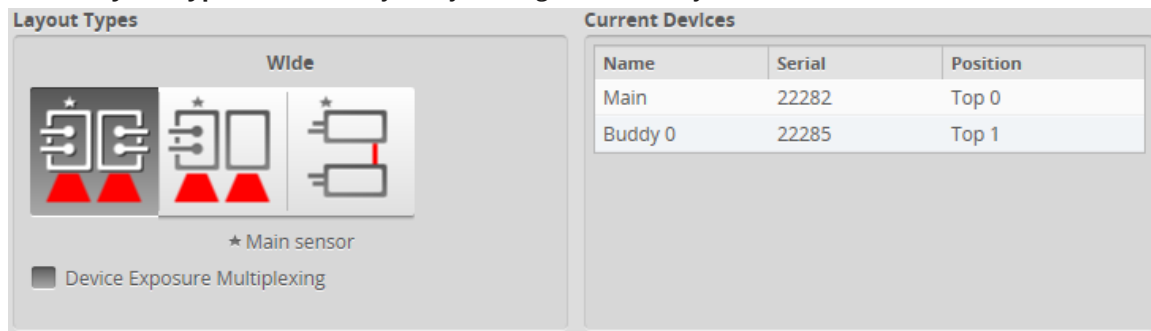 Layout Types
Wide
★ Main sensor
Device Exposure Multiplexing
Current Devices
Name Serial Position
Main 22282 Top 0
Buddy 0 22285 Top 1